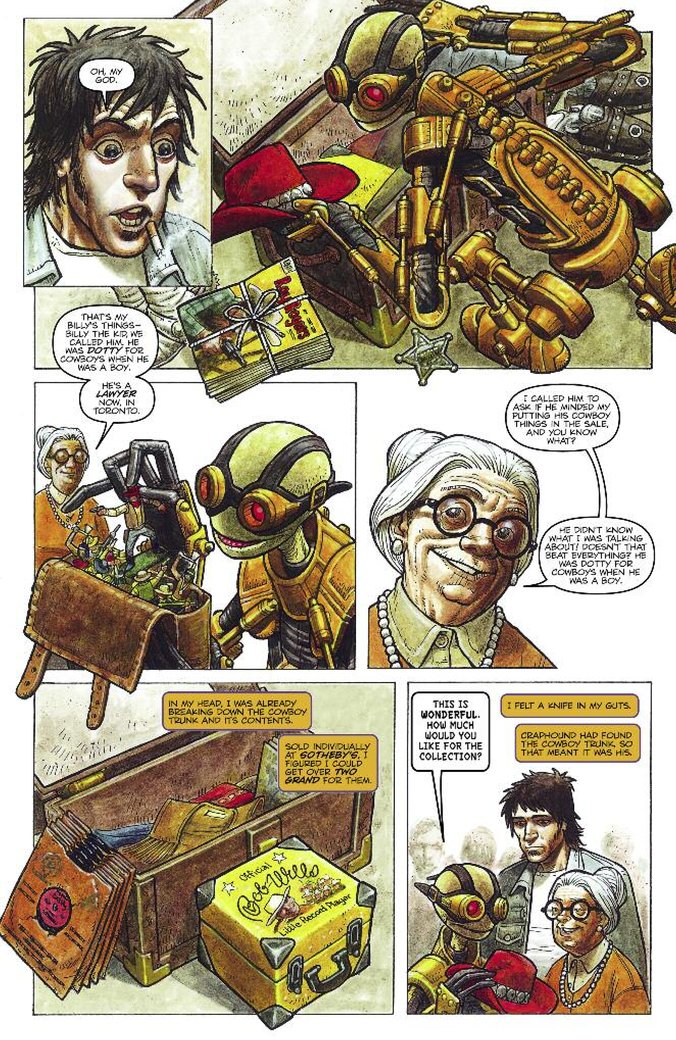 OH, MY
GOD.
THAT'S MY
BILLY'S THINGS—
BILLY THE KID, WE
CALLED HIM. HE
WAS DOTTY FOR
COWBOYS WHEN HE
WAS A BOY.
HE'S A
LAWYER
NOW, IN
TORONTO.
I CALLED HIM TO
ASK IF HE MINDED MY
PUTTING HIS COWBOY
THINGS IN THE SALE,
AND YOU KNOW
WHAT?
HE DIDN'T KNOW
WHAT I WAS TALKING
ABOUT! DOESN'T THAT
BEAT EVERYTHING? HE
WAS DOTTY FOR
COWBOYS WHEN HE
WAS A BOY.
IN MY HEAD, I WAS ALREADY
BREAKING DOWN THE COWBOY
TRUNK AND ITS CONTENTS.
SOLD INDIVIDUALLY
AT SOTHEBY'S, I
FIGURED I COULD
GET OVER TWO
GRAND FOR THEM.
Official
Bob Wills
Little Record Player
THIS IS
WONDERFUL.
HOW MUCH
WOULD YOU
LIKE FOR THE
COLLECTION?
I FELT A KNIFE IN MY GUTS.
CRAPHOUND HAD FOUND
THE COWBOY TRUNK, SO
THAT MEANT IT WAS HIS.